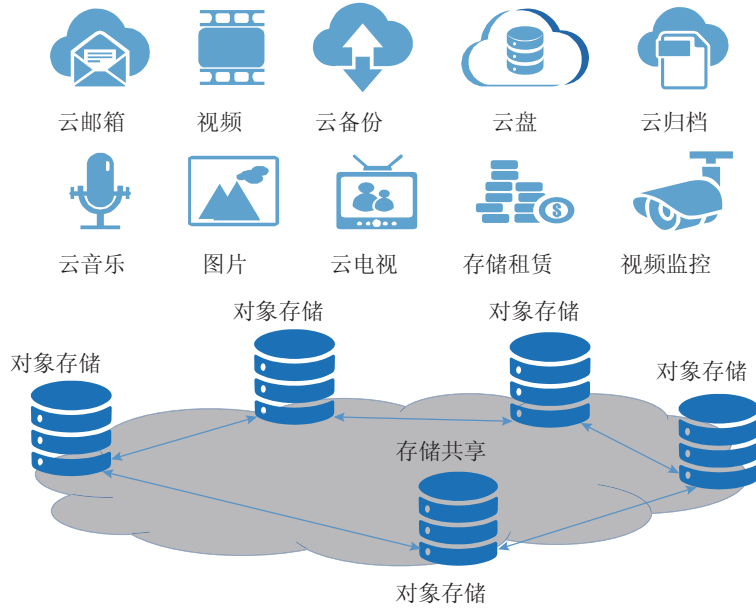 云邮箱 视频 云备份 云盘 云归档
$
云音乐 图片 云电视 存储租赁 视频监控
对象存储 对象存储
对象存储 对象存储
存储共享
对象存储